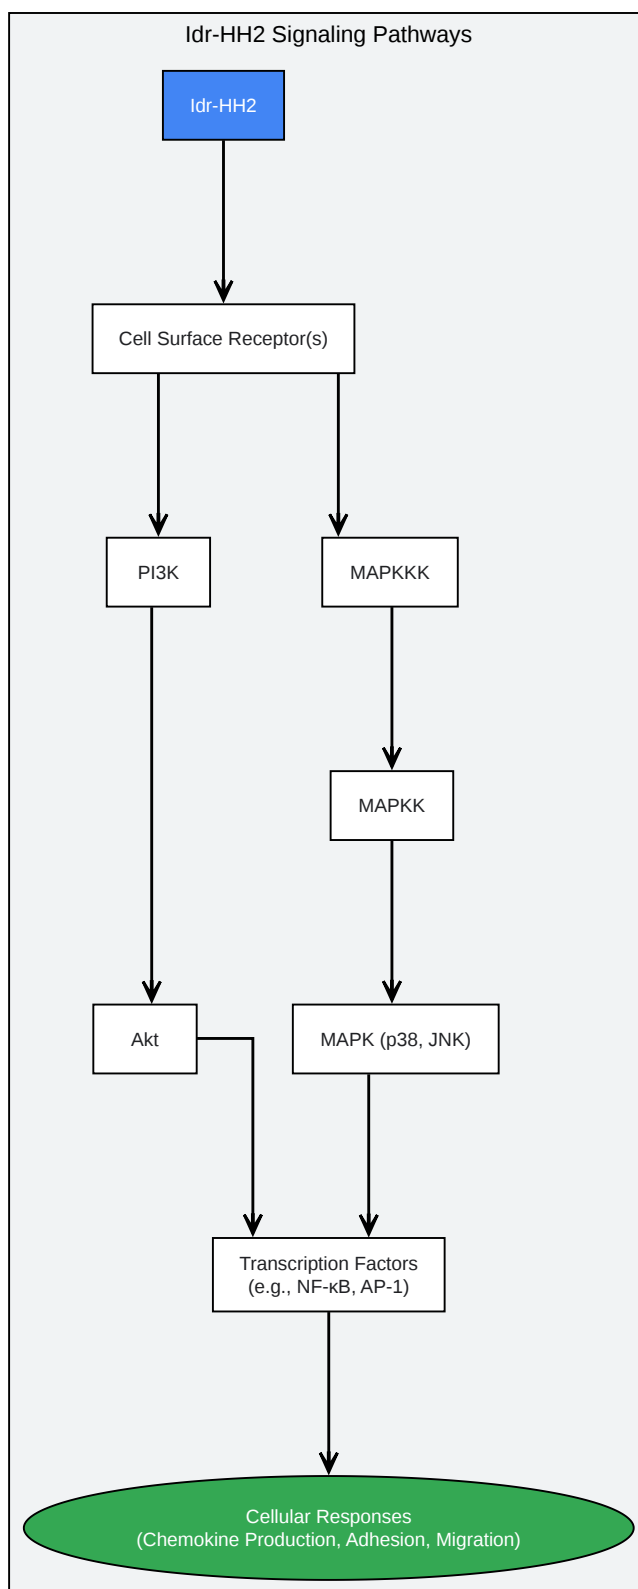 Idr-HH2 Signaling Pathways
Idr-HH2
Cell Surface Receptor(s)
PI3K
MAPKKK
MAPKK
Akt
MAPK (p38, JNK)
Transcription Factors
(e.g., NF-κB, AP-1)
Cellular Responses
(Chemokine Production, Adhesion, Migration)